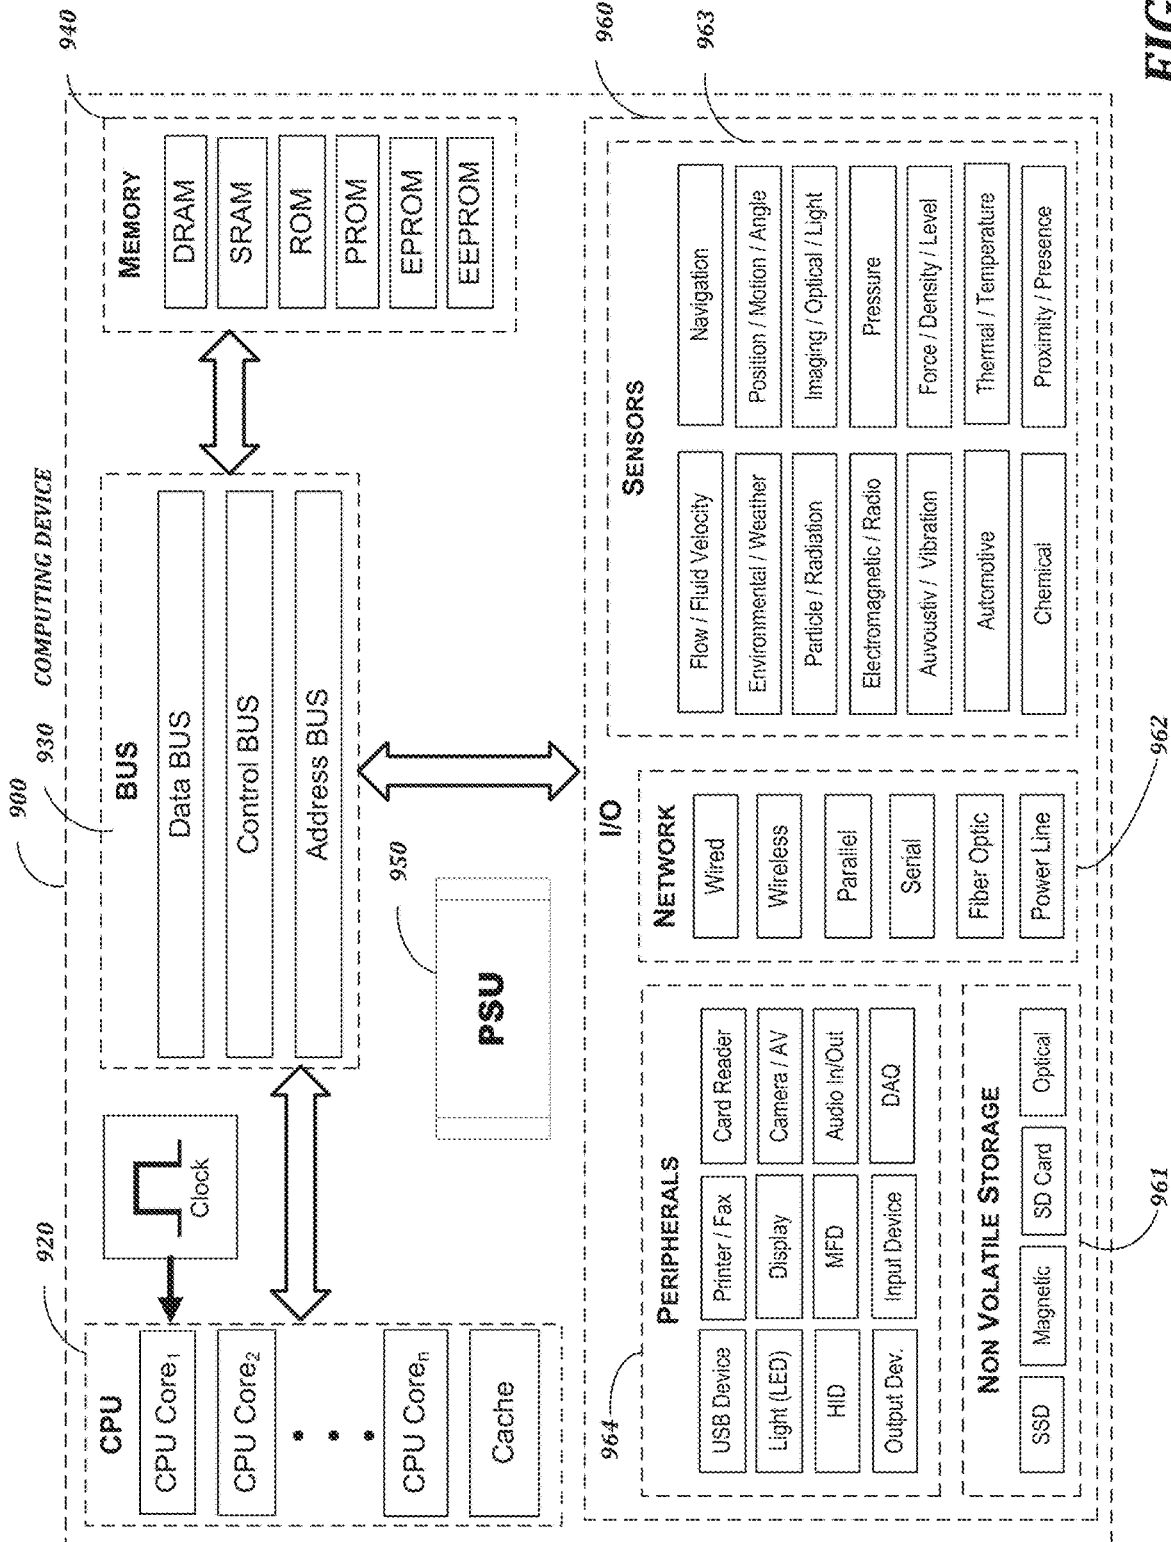 900
930 COMPUTING DEVICE
920
940
CPU
CPU Core1
CPU Core2
CPU Coren
Cache
Clock
BUS
Data BUS
Control BUS
Address BUS
MEMORY
DRAM
SRAM
ROM
PROM
EPROM
EEPROM
PSU
950
960
I/O
964
PERIPHERALS
USB Device
Printer / Fax
Card Reader
Light (LED)
Display
Camera / AV
HID
MFD
Audio In/Out
Output Dev.
Input Device
DAQ
NON VOLATILE STORAGE
SSD
Magnetic
SD Card
Optical
961
NETWORK
Wired
Wireless
Parallel
Serial
Fiber Optic
Power Line
962
963
SENSORS
Flow / Fluid Velocity
Navigation
Environmental / Weather
Position / Motion / Angle
Particle / Radiation
Imaging / Optical / Light
Electromagnetic / Radio
Pressure
Auvoustiv / Vibration
Force / Density / Level
Automotive
Thermal / Temperature
Chemical
Proximity / Presence
FIG